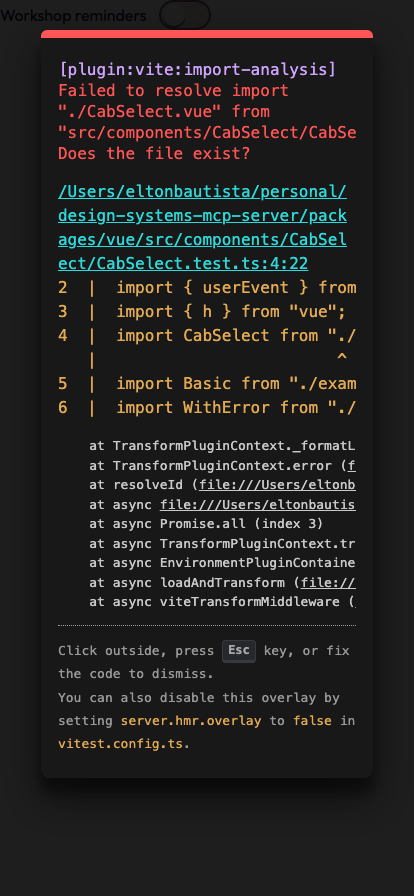 Workshop reminders
[plugin:vite:import-analysis]
Failed to resolve import
"./CabSelect.vue" from
"src/components/CabSelect/CabSe
Does the file exist?
/Users/eltonbautista/personal/
design-systems-mcp-server/pack
ages/vue/src/components/CabSel
ect/CabSelect.test.ts:4:22
2  |  import { userEvent } from
3  |  import { h } from "vue";
4  |  import CabSelect from "./
   |                         ^
5  |  import Basic from "./exam
6  |  import WithError from "./
at TransformPluginContext._formatL
at TransformPluginContext.error (f
at resolveId (file:///Users/eltonb
at async file:///Users/eltonbautis
at async Promise.all (index 3)
at async TransformPluginContext.tr
at async EnvironmentPluginContaine
at async loadAndTransform (file://
at async viteTransformMiddleware (
Click outside, press Esc key, or fix
the code to dismiss.
You can also disable this overlay by
setting server.hmr.overlay to false in
vitest.config.ts.